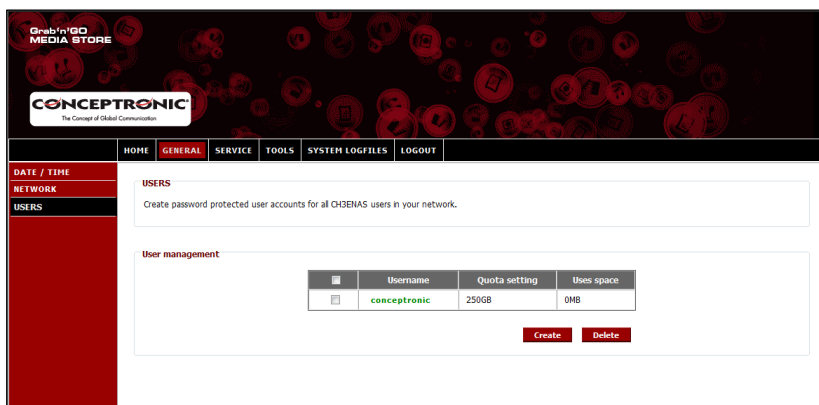 Grab'n'GO
MEDIA STORE
CONCEPTRONIC
The Concept of Global Communication
HOME GENERAL SERVICE TOOLS SYSTEM LOGFILES LOGOUT
DATE / TIME
NETWORK
USERS
USERS
Create password protected user accounts for all CH3ENAS users in your network.
User management
Username Quota setting Uses space
conceptronic 250GB 0MB
Create Delete